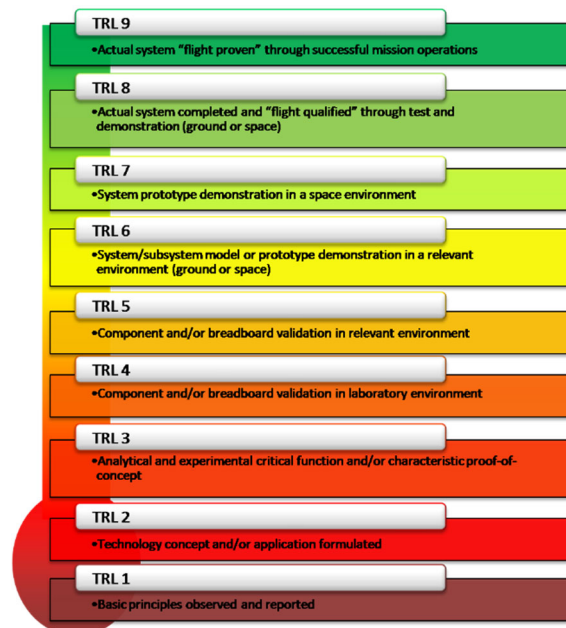 TRL 9
•Actual system “flight proven” through successful mission operations
TRL 8
•Actual system completed and “flight qualified” through test and
demonstration (ground or space)
TRL 7
•System prototype demonstration in a space environment
TRL 6
•System/subsystem model or prototype demonstration in a relevant
environment (ground or space)
TRL 5
•Component and/or breadboard validation in relevant environment
TRL 4
•Component and/or breadboard validation in laboratory environment
TRL 3
•Analytical and experimental critical function and/or characteristic proof-of-
concept
TRL 2
•Technology concept and/or application formulated
TRL 1
•Basic principles observed and reported